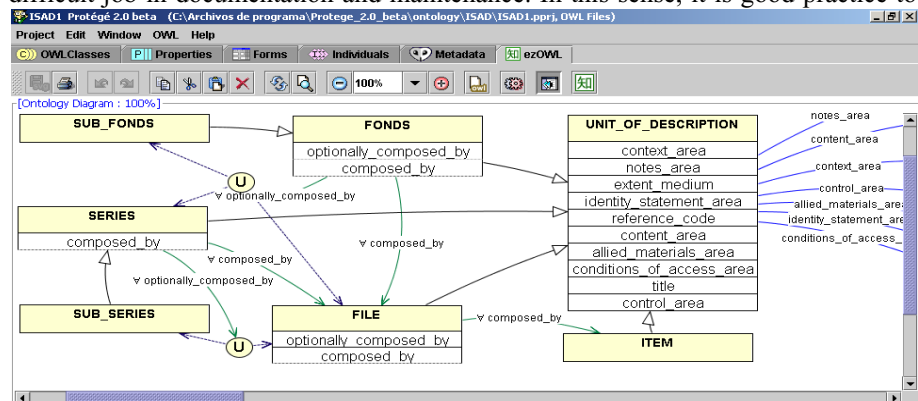 difficult job in documentation and maintenance. In this sense, it is good practice to
ISAD1 Protégé 2.0 beta (C:\Archivos de programa\Protege_2.0_beta\ontology\ISAD\ISAD1.pprj, OWL Files)
Project Edit Window OWL Help
OWLClasses Properties Forms Individuals Metadata ezOWL
100%
[Ontology Diagram : 100%]
SUB_FONDS
FONDS
optionally_composed_by
composed_by
UNIT_OF_DESCRIPTION
context_area
notes_area
extent_medium
identity_statement_area
reference_code
content_area
allied_materials_area
conditions_of_access_area
title
control_area
notes_area
content_area
context_area
control_area
allied_materials_area
identity_statement_are
conditions_of_access_
U
∀ optionally_composed_by
SERIES
composed_by
∀ composed_by
∀ composed_by
∀ optionally_composed_by
SUB_SERIES
U
FILE
optionally_composed_by
composed_by
∀ composed_by
ITEM